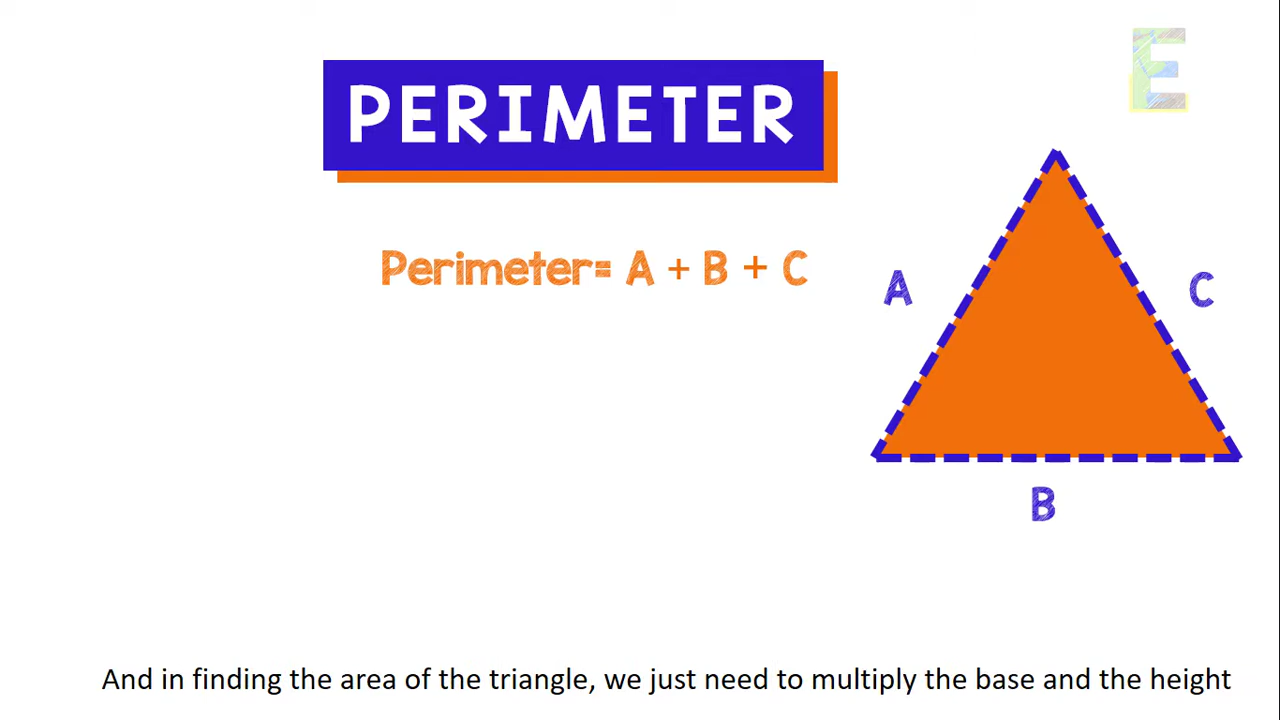 E
PERIMETER
Perimeter= A + B + C
A
C
B
And in finding the area of the triangle, we just need to multiply the base and the height